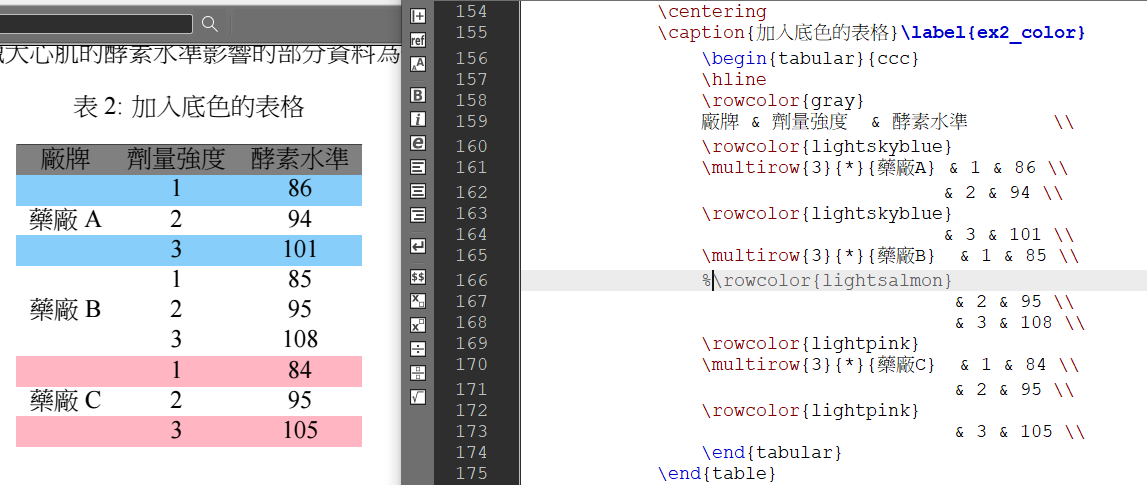 大心肌的酵素水準影響的部分資料為
表 2: 加入底色的表格
廠牌 劑量強度 酵素水準
1 86
藥廠 A 2 94
3 101
1 85
藥廠 B 2 95
3 108
1 84
藥廠 C 2 95
3 105
ref
AA
B
i
e
$$
154 \centering
155 \caption{加入底色的表格}\label{ex2_color}
156 \begin{tabular}{ccc}
157 \hline
158 \rowcolor{gray}
159 廠牌 & 劑量強度 & 酵素水準 \\
160 \rowcolor{lightskyblue}
161 \multirow{3}{*}{藥廠A} & 1 & 86 \\
162 & 2 & 94 \\
163 \rowcolor{lightskyblue}
164 & 3 & 101 \\
165 \multirow{3}{*}{藥廠B} & 1 & 85 \\
166 %\rowcolor{lightsalmon}
167 & 2 & 95 \\
168 & 3 & 108 \\
169 \rowcolor{lightpink}
170 \multirow{3}{*}{藥廠C} & 1 & 84 \\
171 & 2 & 95 \\
172 \rowcolor{lightpink}
173 & 3 & 105 \\
174 \end{tabular}
175 \end{table}